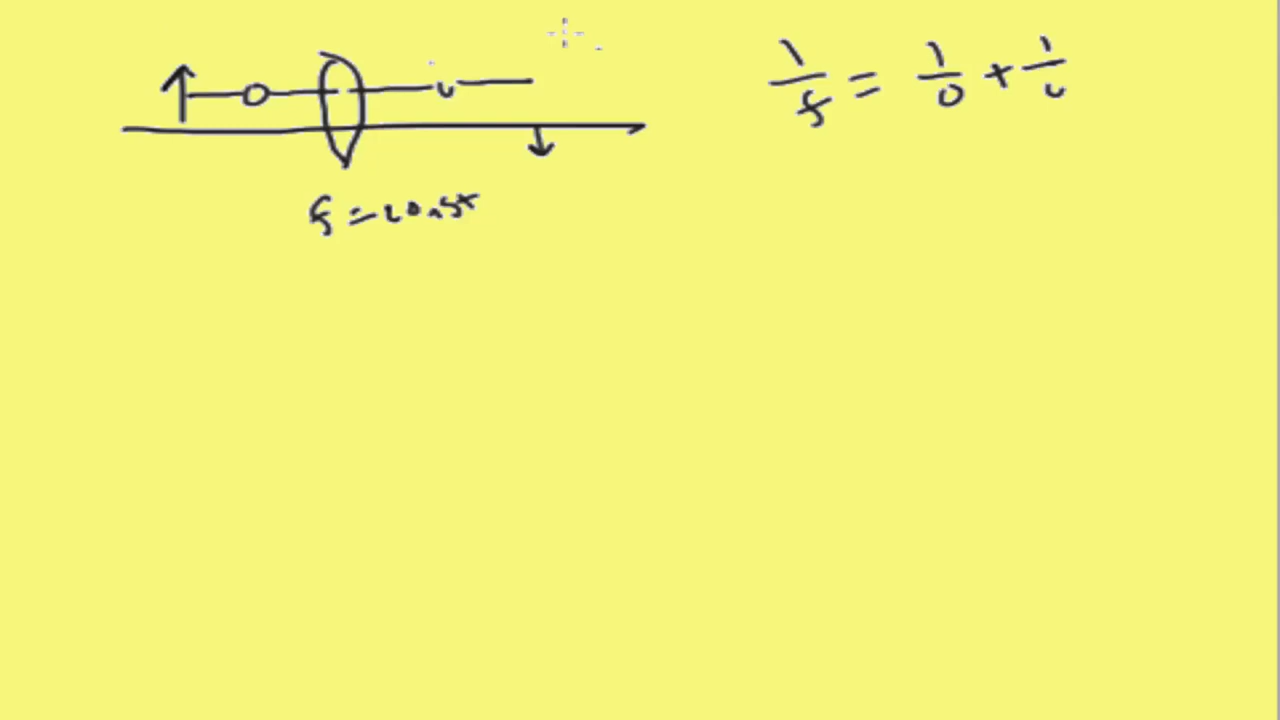 o i
1/f = 1/o + 1/i
f = const